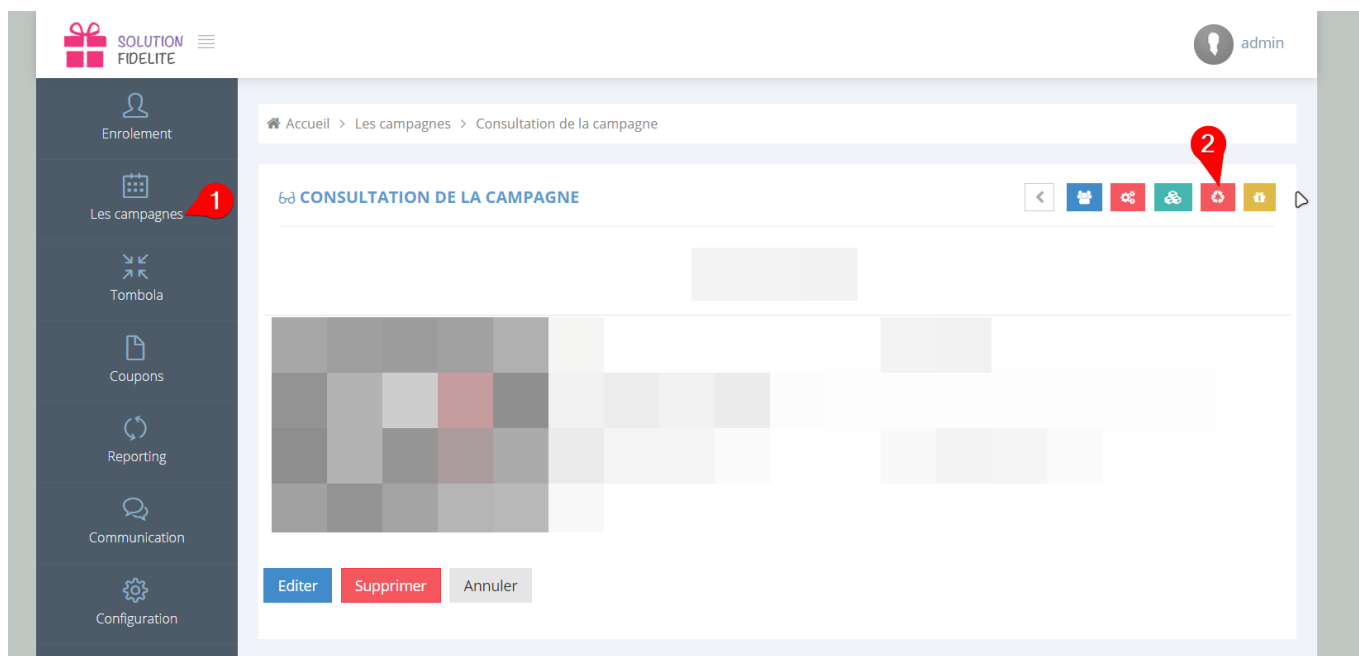 SOLUTION
FIDELITE
admin
Enrolement
Accueil > Les campagnes > Consultation de la campagne
2
Les campagnes
1
CONSULTATION DE LA CAMPAGNE
Tombola
Coupons
Reporting
Communication
Editer Supprimer Annuler
Configuration